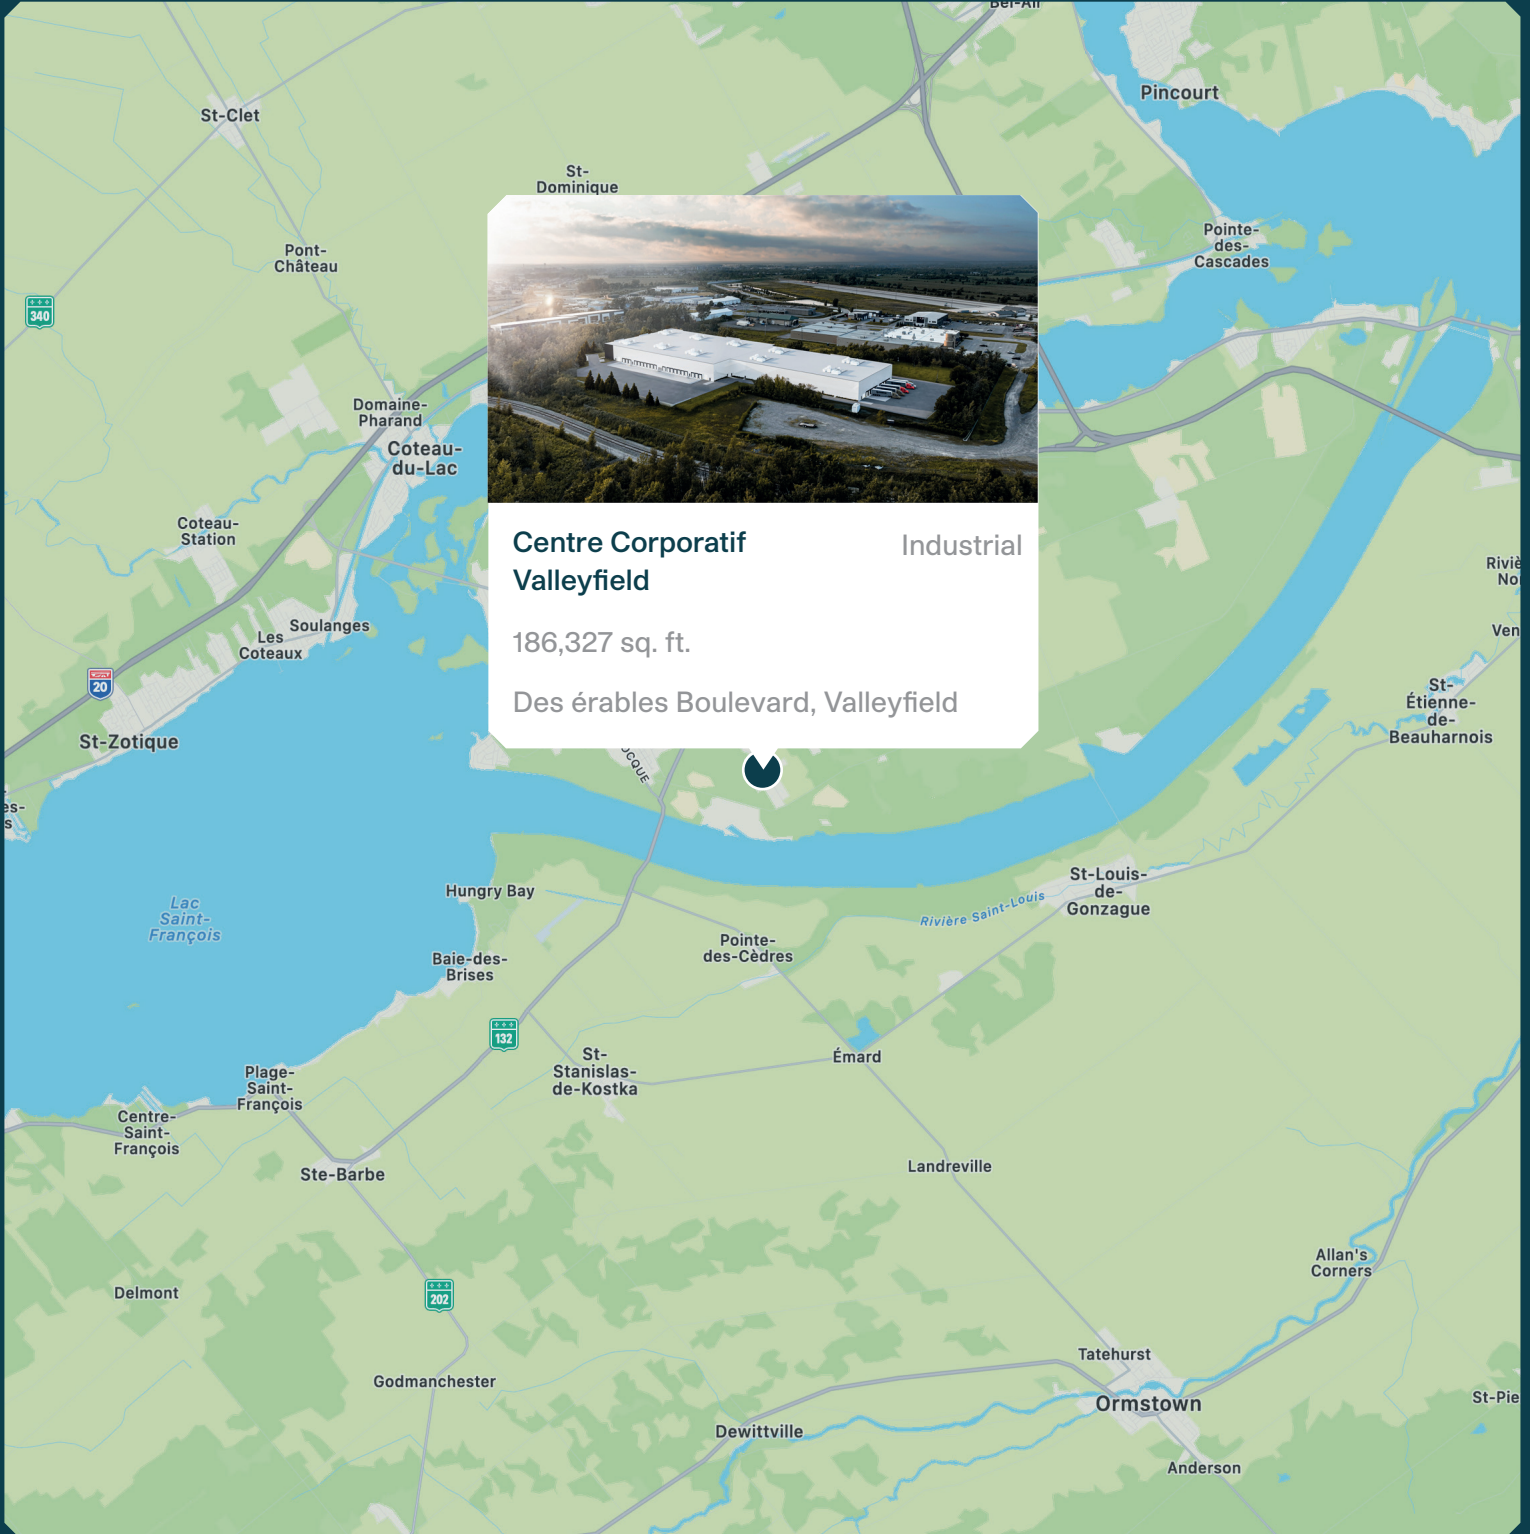 Bel-Air
Pincourt
St-Clet
St-
Dominique
Pointe-
des-
Cascades
Pont-
Château
340
Domaine-
Pharand
Coteau-
du-Lac
Coteau-
Station
Centre Corporatif
Valleyfield
Industrial
186,327 sq. ft.
Des érables Boulevard, Valleyfield
Soulanges
Les
Coteaux
20
St-Zotique
Ven
St-
Étienne-
de-
Beauharnois
Hungry Bay
St-Louis-
de-
Gonzague
Rivière Saint-Louis
Lac
Saint-
François
Pointe-
des-Cèdres
Baie-des-
Brises
132
St-
Stanislas-
de-Kostka
Émard
Plage-
Saint-
François
Centre-
Saint-
François
Ste-Barbe
Landreville
Allan's
Corners
Delmont
202
Tatehurst
Godmanchester
Ormstown
St-Pie
Dewittville
Anderson